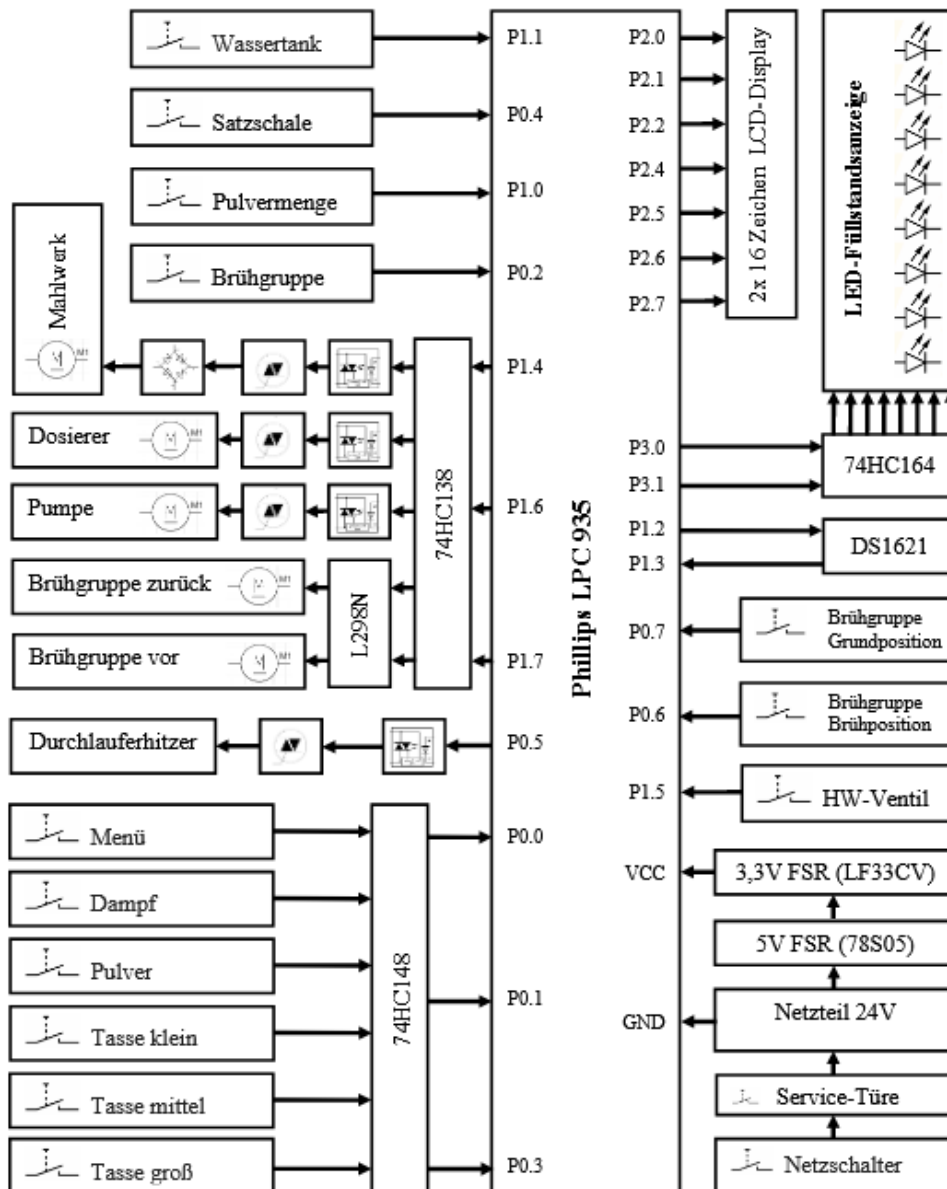 Wassertank
P1.1
P2.0
Satzschale
P0.4
P2.1
P2.2
Pulvermenge
P1.0
P2.4
P2.5
Brühgruppe
P0.2
P2.6
P2.7
2x 16 Zeichen LCD-Display
LED-Füllstandsanzeige
Mahlwerk
M1
P1.4
Dosierer
M1
74HC138
P3.0
74HC164
P3.1
Pumpe
M1
P1.6
P1.2
DS1621
P1.3
Phillips LPC 935
Brühgruppe zurück
M1
L298N
P0.7
Brühgruppe
Grundposition
Brühgruppe vor
M1
P1.7
P0.6
Brühgruppe
Brühposition
Durchlauferhitzer
P0.5
P1.5
HW-Ventil
Menü
P0.0
VCC
3,3V FSR (LF33CV)
Dampf
5V FSR (78S05)
Pulver
74HC148
P0.1
GND
Netzteil 24V
Tasse klein
Tasse mittel
Service-Türe
Tasse groß
P0.3
Netzschalter